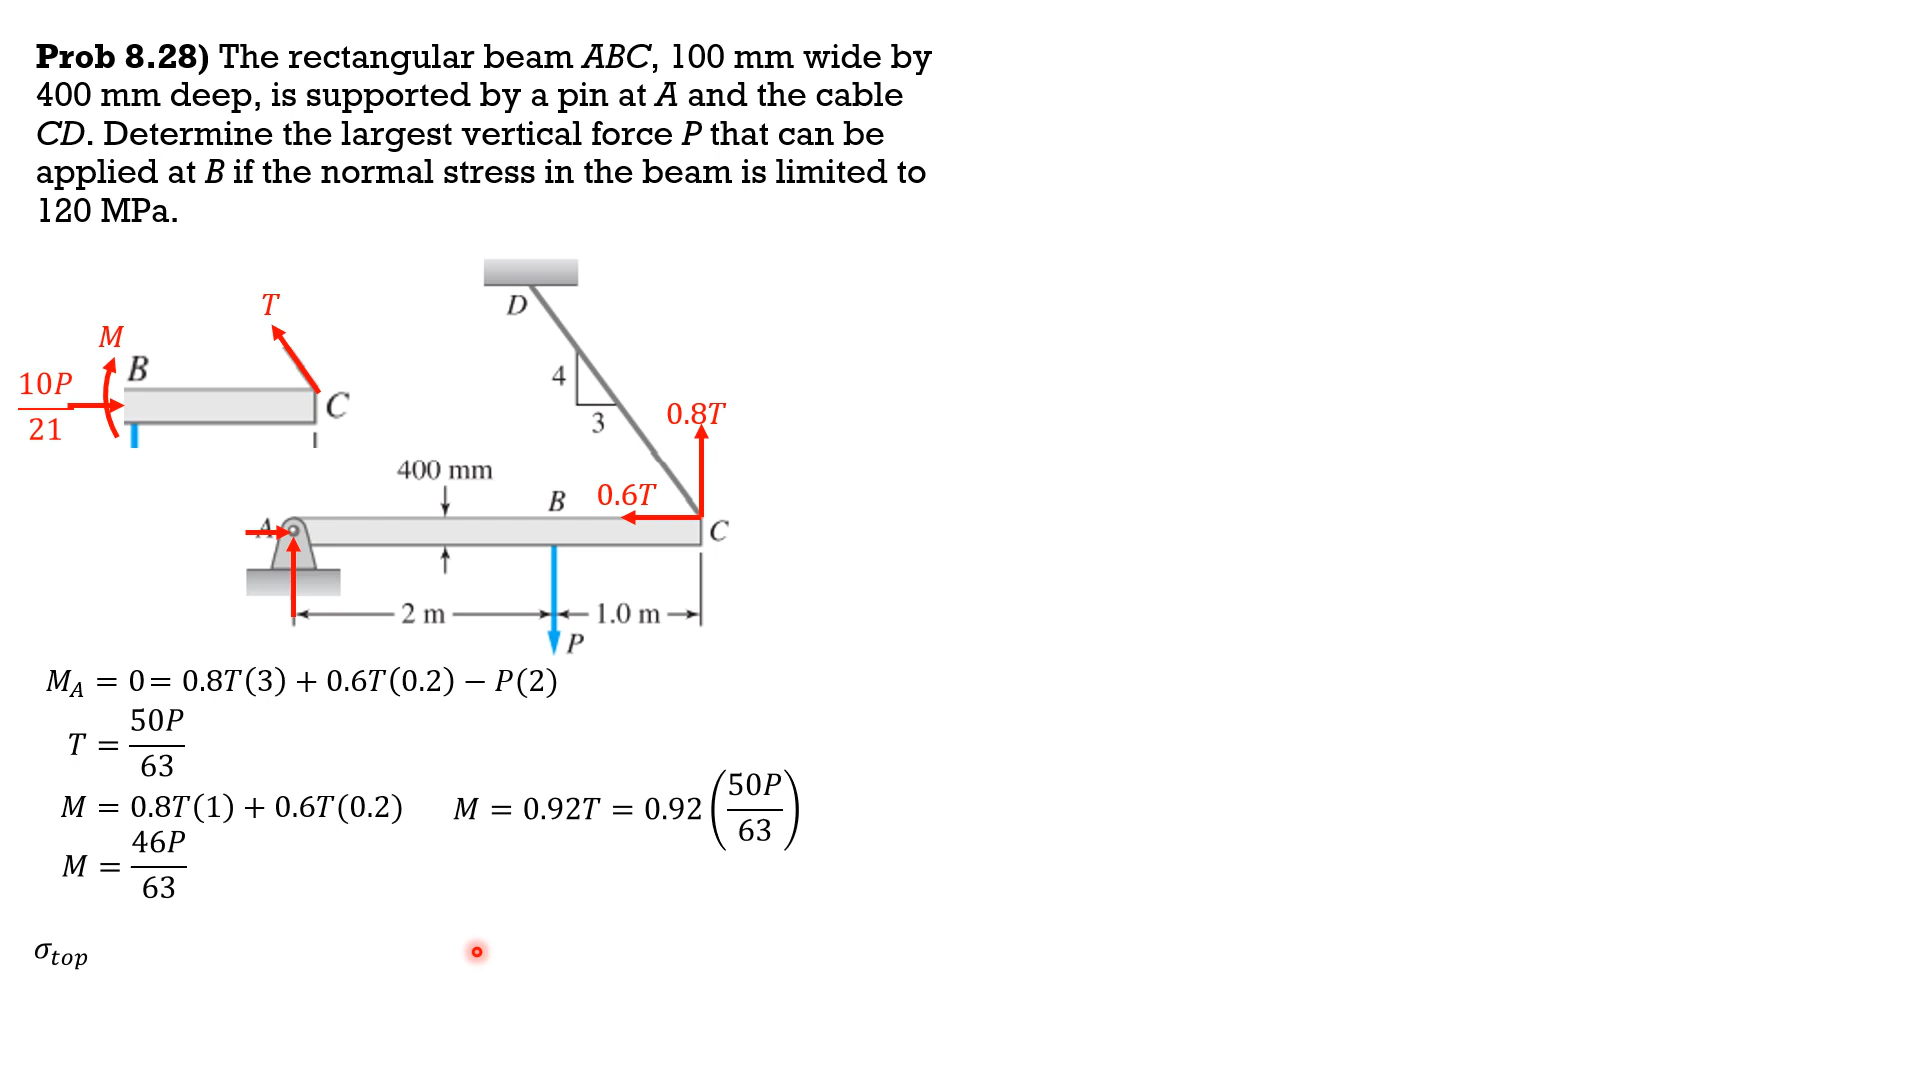 Prob 8.28) The rectangular beam ABC, 100 mm wide by
400 mm deep, is supported by a pin at A and the cable
CD. Determine the largest vertical force P that can be
applied at B if the normal stress in the beam is limited to
120 MPa.
D
T
M
B
10P/21
C
4
3
0.8T
400 mm
B
0.6T
A
C
2 m
1.0 m
P
M_A = 0 = 0.8T(3) + 0.6T(0.2) − P(2)
T = 50P/63
M = 0.8T(1) + 0.6T(0.2)
M = 0.92T = 0.92(50P/63)
M = 46P/63
σ_top